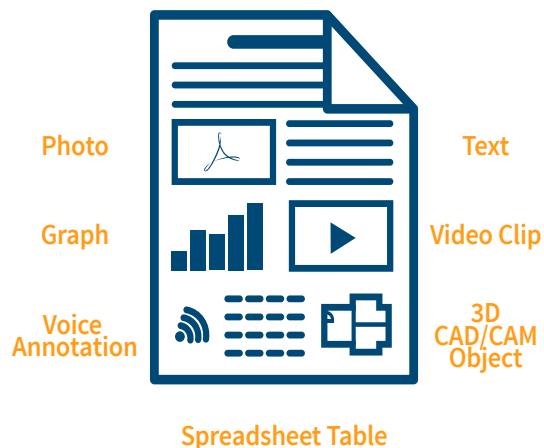 Photo
Text
Graph
Video Clip
Voice
Annotation
3D
CAD/CAM
Object
Spreadsheet Table